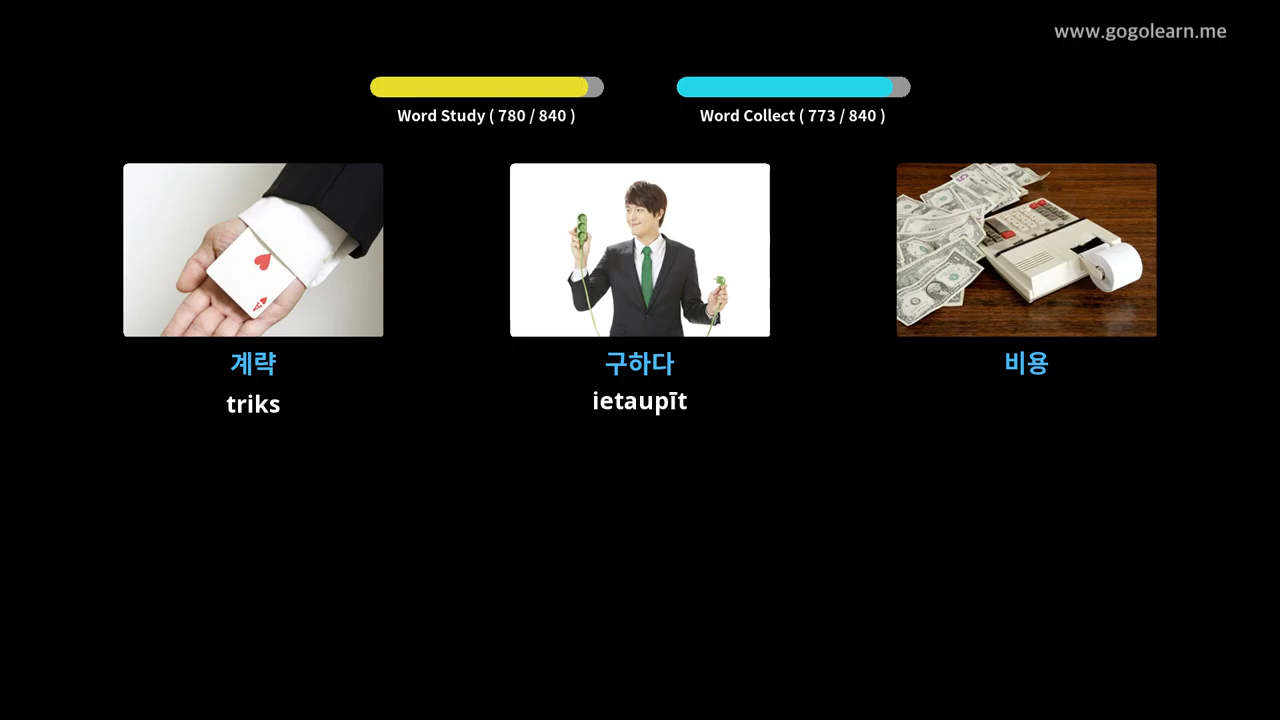 www.gogolearn.me
Word Study ( 780 / 840 )
Word Collect ( 773 / 840 )
계략
triks
구하다
ietaupīt
비용